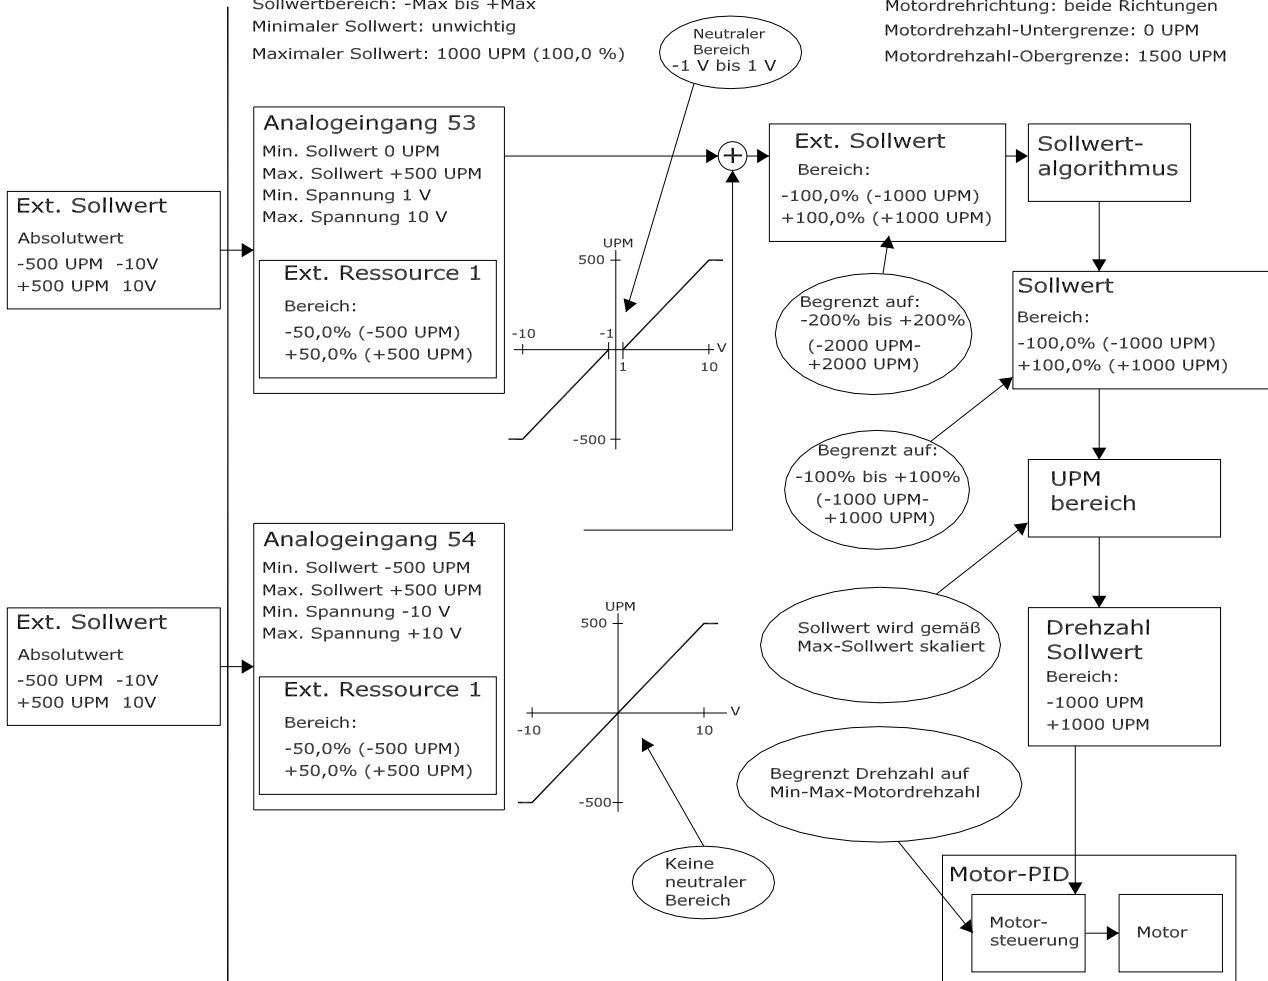 Sollwertbereich: -Max bis +Max
Minimaler Sollwert: unwichtig
Maximaler Sollwert: 1000 UPM (100,0 %)
Motordrehrichtung: beide Richtungen
Motordrehzahl-Untergrenze: 0 UPM
Motordrehzahl-Obergrenze: 1500 UPM
Neutraler
Bereich
-1 V bis 1 V
Ext. Sollwert
Absolutwert
-500 UPM -10V
+500 UPM 10V
Analogeingang 53
Min. Sollwert 0 UPM
Max. Sollwert +500 UPM
Min. Spannung 1 V
Max. Spannung 10 V
Ext. Ressource 1
Bereich:
-50,0% (-500 UPM)
+50,0% (+500 UPM)
UPM
500
-10
-1
V
1
10
-500
Ext. Sollwert
Bereich:
-100,0% (-1000 UPM)
+100,0% (+1000 UPM)
Sollwert-
algorithmus
Begrenzt auf:
-200% bis +200%
(-2000 UPM-
+2000 UPM)
Sollwert
Bereich:
-100,0% (-1000 UPM)
+100,0% (+1000 UPM)
Begrenzt auf:
-100% bis +100%
(-1000 UPM-
+1000 UPM)
UPM
bereich
Ext. Sollwert
Absolutwert
-500 UPM -10V
+500 UPM 10V
Analogeingang 54
Min. Sollwert -500 UPM
Max. Sollwert +500 UPM
Min. Spannung -10 V
Max. Spannung +10 V
Ext. Ressource 1
Bereich:
-50,0% (-500 UPM)
+50,0% (+500 UPM)
UPM
500
V
-10
10
-500
Keine
neutraler
Bereich
Sollwert wird gemäß
Max-Sollwert skaliert
Drehzahl
Sollwert
Bereich:
-1000 UPM
+1000 UPM
Begrenzt Drehzahl auf
Min-Max-Motordrehzahl
Motor-PID
Motor-
steuerung
Motor